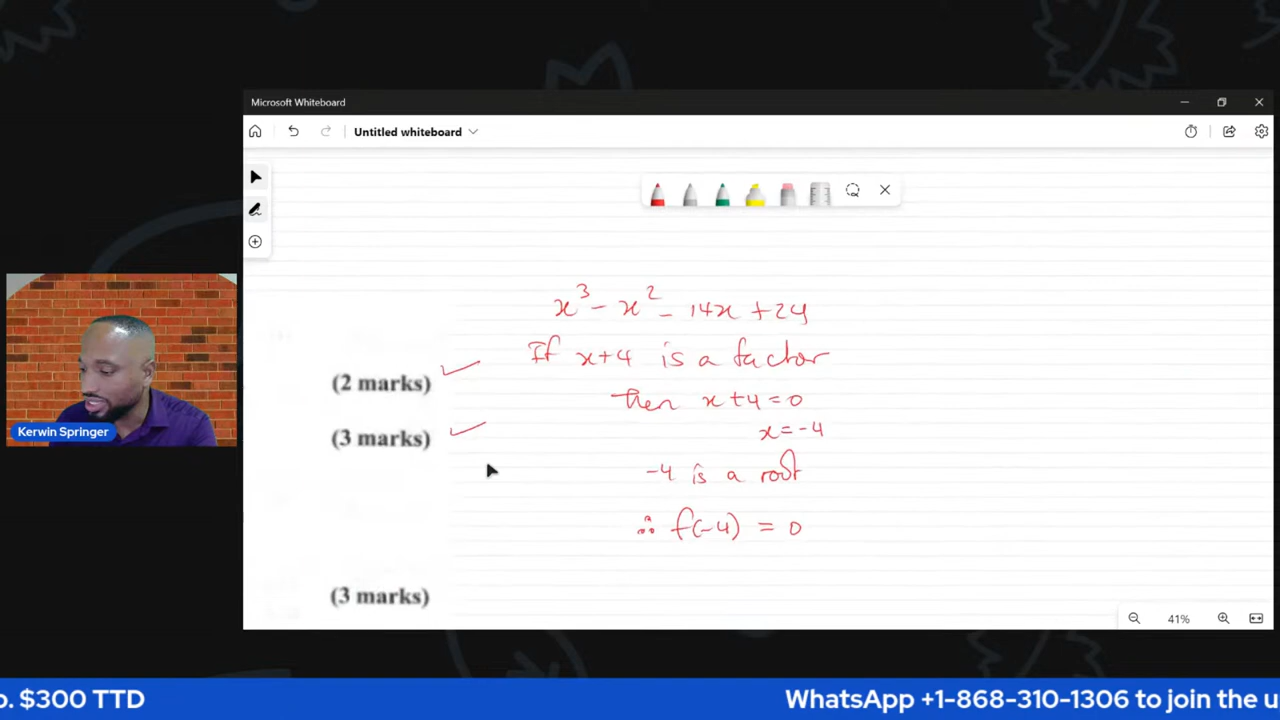 Microsoft Whiteboard
Untitled whiteboard
x³ - x² - 14x + 24
If x+4 is a factor
(2 marks)
then x+4=0
x=-4
(3 marks)
-4 is a root
∴ f(-4) = 0
(3 marks)
Kerwin Springer
41%
o. $300 TTD
WhatsApp +1-868-310-1306 to join the u